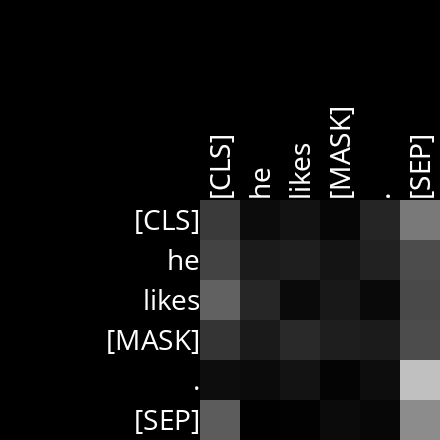 [CLS] he likes [MASK] . [SEP]
[CLS]
he
likes
[MASK]
.
[SEP]